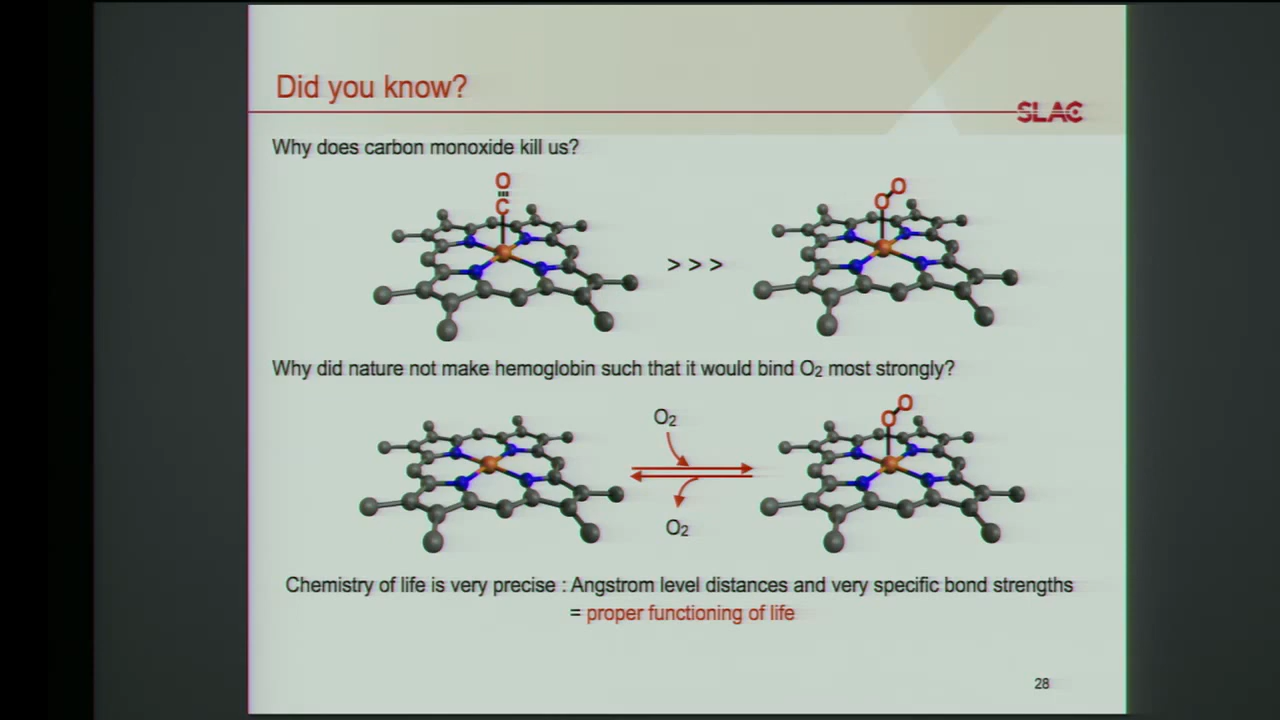 Did you know?
SLAC
Why does carbon monoxide kill us?
O
C
O
O
> > >
Why did nature not make hemoglobin such that it would bind O2 most strongly?
O2
O
O
O2
Chemistry of life is very precise : Angstrom level distances and very specific bond strengths
= proper functioning of life
28